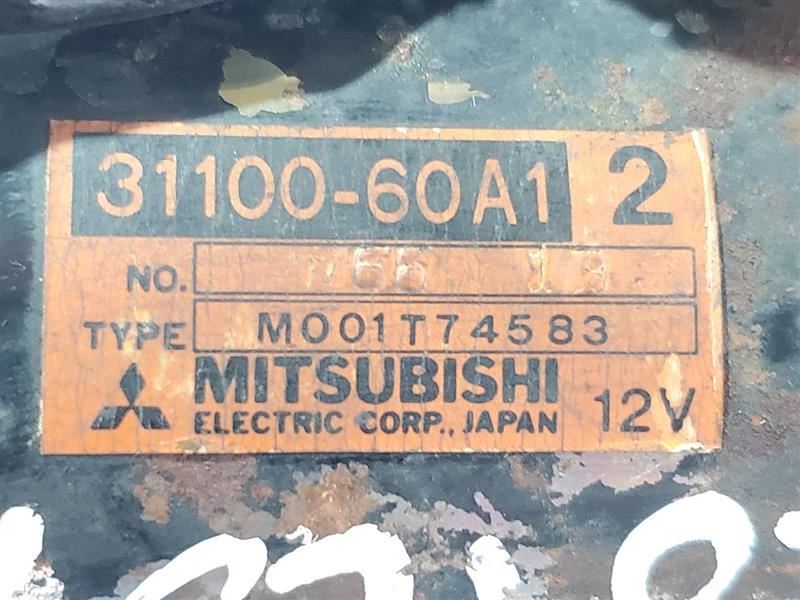 31100-60A1 2
NO.
TYPE M001T74583
MITSUBISHI
ELECTRIC CORP., JAPAN 12V